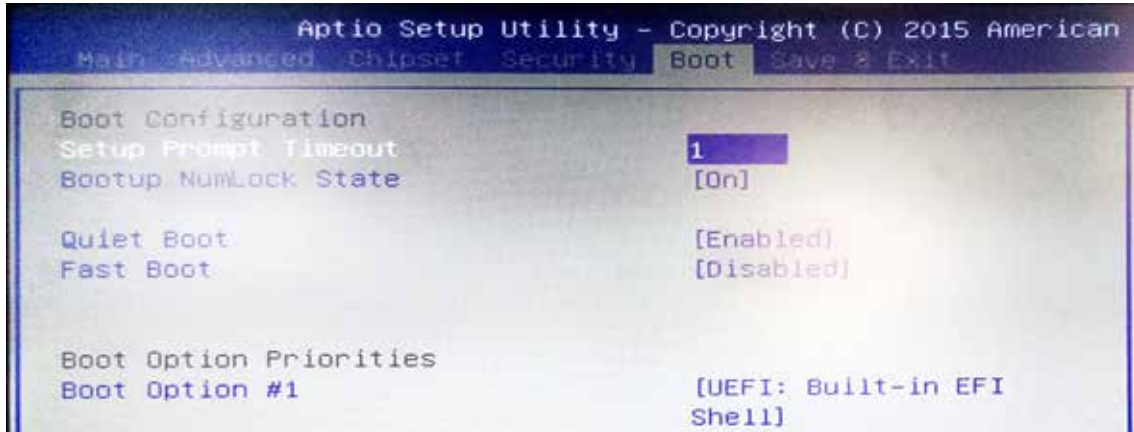 Aptio Setup Utility – Copyright (C) 2015 American
Main Advanced Chipset Security Boot Save & Exit
Boot Configuration
Setup Prompt Timeout 1
Bootup NumLock State [On]
Quiet Boot [Enabled]
Fast Boot [Disabled]
Boot Option Priorities
Boot Option #1 [UEFI: Built-in EFI
Shell]